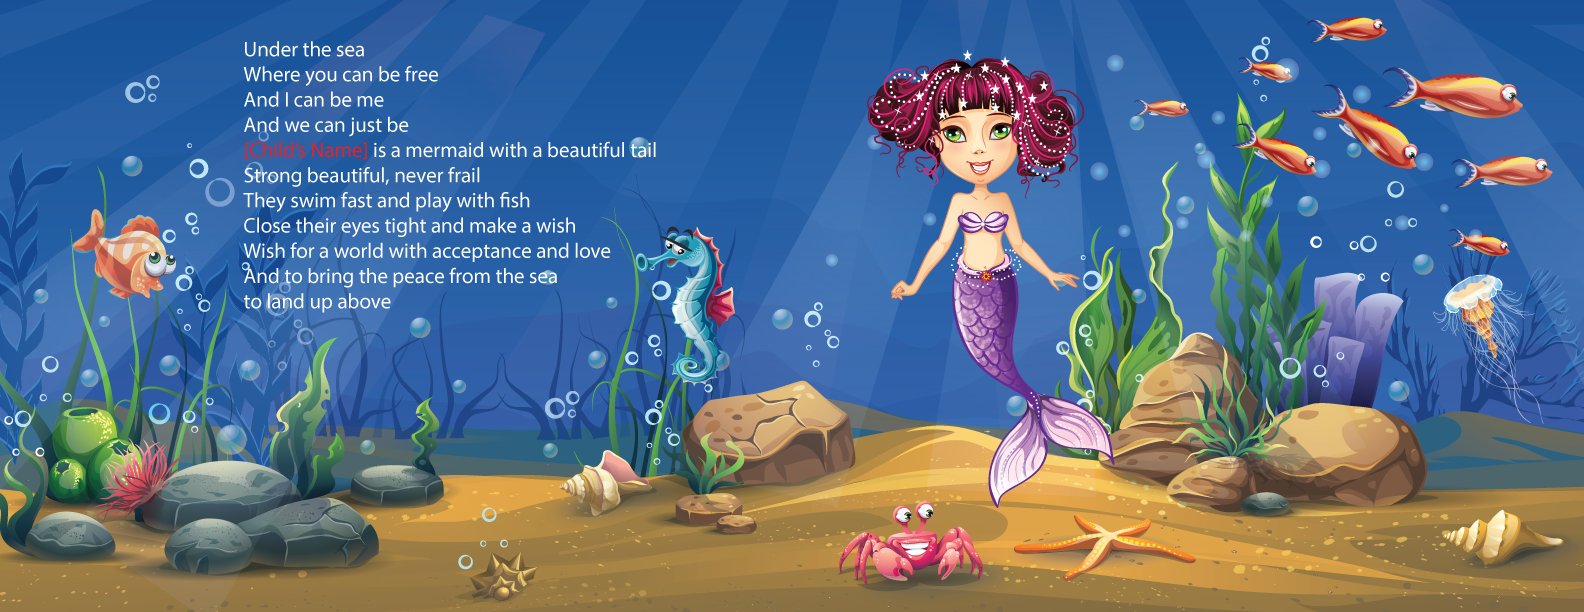 Under the sea
Where you can be free
And I can be me
And we can just be
[Child's Name] is a mermaid with a beautiful tail
Strong beautiful, never frail
They swim fast and play with fish
Close their eyes tight and make a wish
Wish for a world with acceptance and love
And to bring the peace from the sea
to land up above